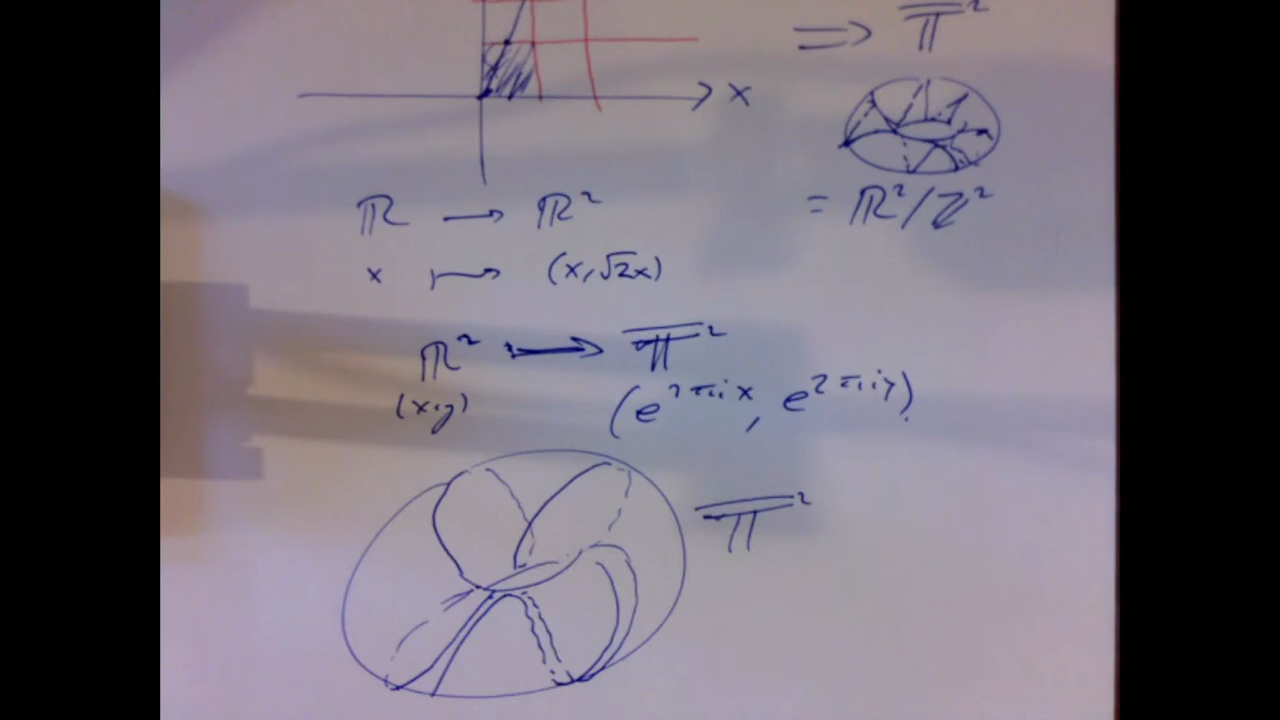 ⟹ 𝕋²
x
ℝ → ℝ²
= ℝ²/ℤ²
x ↦ (x, √2x)
ℝ² ⟼ 𝕋²
(x,y) (e^{2πix}, e^{2πiy})
𝕋²